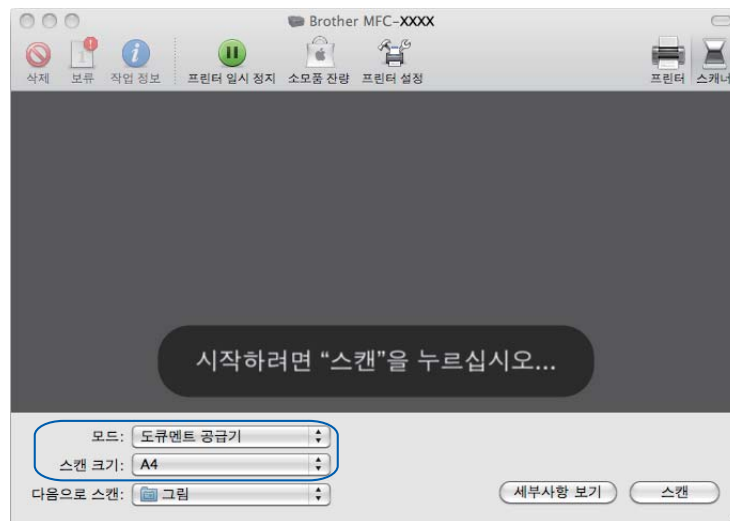 Brother MFC-XXXX
삭제 보류 작업 정보 프린터 일시 정지 소모품 잔량 프린터 설정 프린터 스캐너
시작하려면 “스캔”을 누르십시오...
모드: 도큐멘트 공급기
스캔 크기: A4
다음으로 스캔: 그림 세부사항 보기 스캔